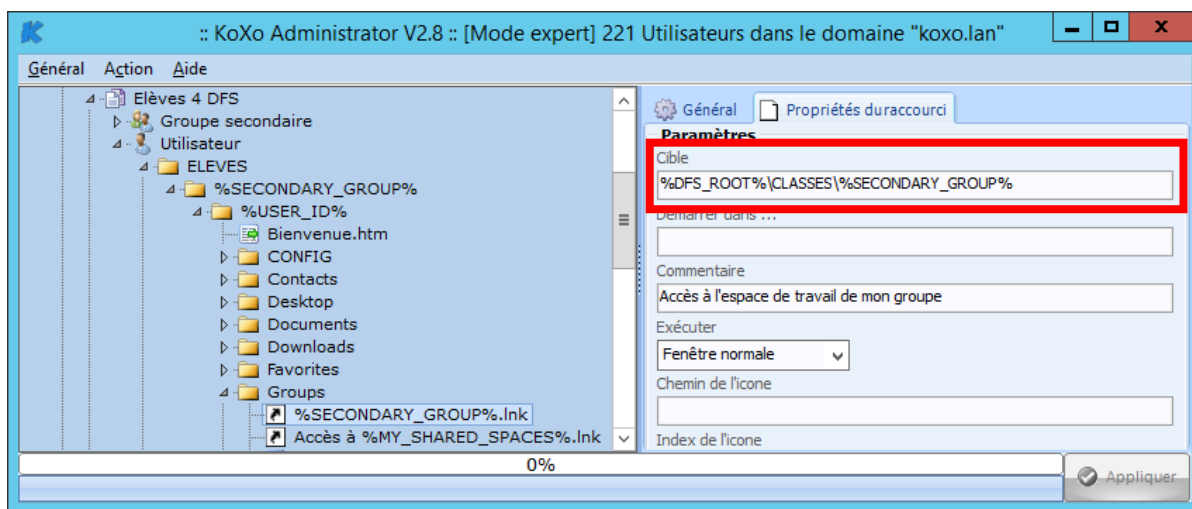 :: KoXo Administrator V2.8 :: [Mode expert] 221 Utilisateurs dans le domaine "koxo.lan"
Général Action Aide
Elèves 4 DFS
Groupe secondaire
Utilisateur
ELEVES
%SECONDARY_GROUP%
%USER_ID%
Bienvenue.htm
CONFIG
Contacts
Desktop
Documents
Downloads
Favorites
Groups
%SECONDARY_GROUP%.lnk
Accès à %MY_SHARED_SPACES%.lnk
Général Propriétés duraccourci
Paramètres
Cible
%DFS_ROOT%\CLASSES\%SECONDARY_GROUP%
Démarrer dans ...
Commentaire
Accès à l'espace de travail de mon groupe
Exécuter
Fenêtre normale
Chemin de l'icone
Index de l'icone
0%
Appliquer